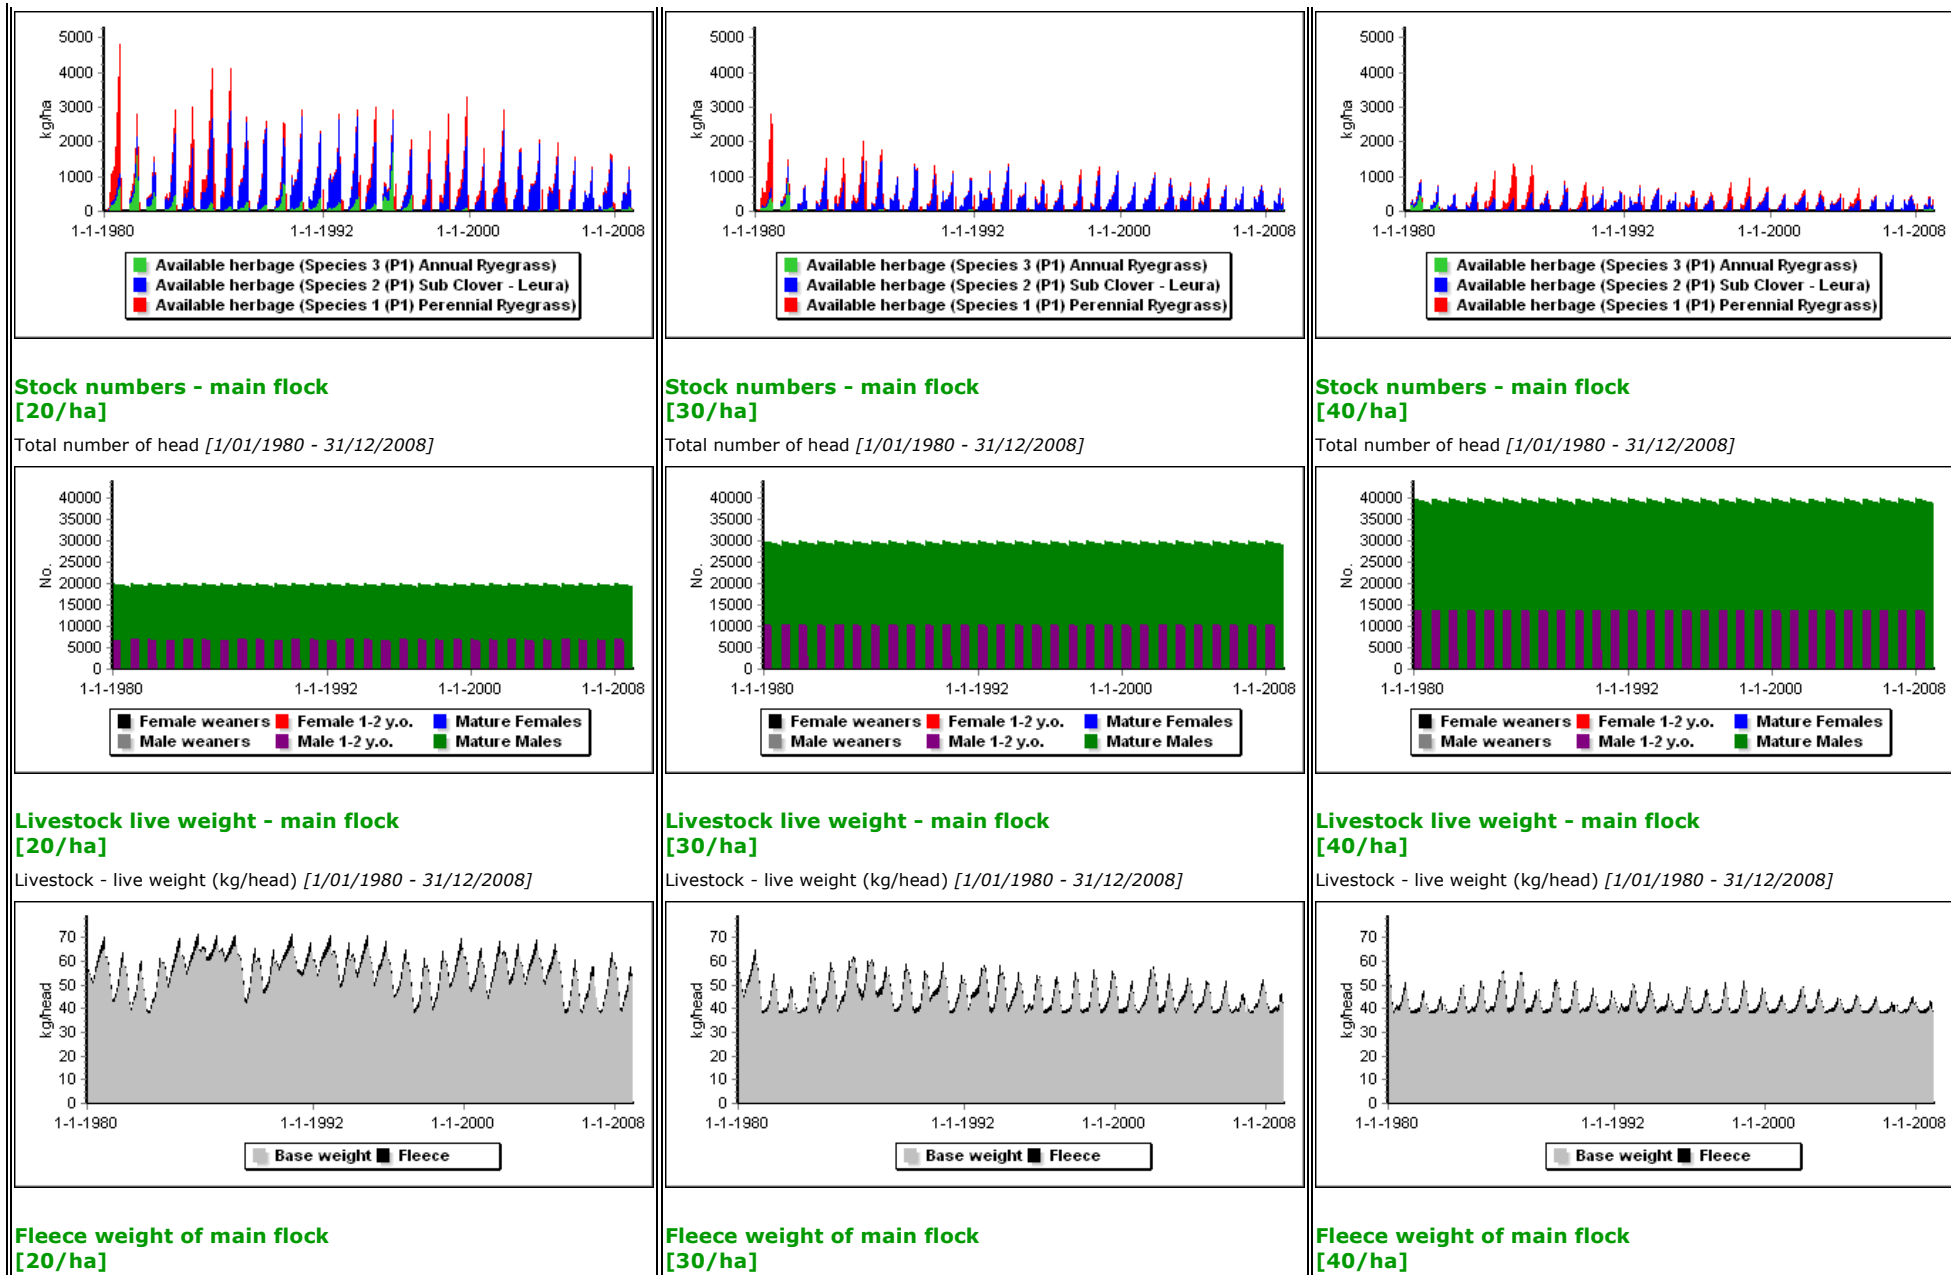 5000
4000
3000
2000
1000
0
kg/ha
1-1-1980
1-1-1992
1-1-2000
1-1-2008
Available herbage (Species 3 (P1) Annual Ryegrass)
Available herbage (Species 2 (P1) Sub Clover - Leura)
Available herbage (Species 1 (P1) Perennial Ryegrass)
5000
4000
3000
2000
1000
0
kg/ha
1-1-1980
1-1-1992
1-1-2000
1-1-2008
Available herbage (Species 3 (P1) Annual Ryegrass)
Available herbage (Species 2 (P1) Sub Clover - Leura)
Available herbage (Species 1 (P1) Perennial Ryegrass)
5000
4000
3000
2000
1000
0
kg/ha
1-1-1980
1-1-1992
1-1-2000
1-1-2008
Available herbage (Species 3 (P1) Annual Ryegrass)
Available herbage (Species 2 (P1) Sub Clover - Leura)
Available herbage (Species 1 (P1) Perennial Ryegrass)
Stock numbers - main flock
[20/ha]
Total number of head [1/01/1980 - 31/12/2008]
40000
35000
30000
25000
20000
15000
10000
5000
0
No.
1-1-1980
1-1-1992
1-1-2000
1-1-2008
Female weaners Female 1-2 y.o. Mature Females
Male weaners Male 1-2 y.o. Mature Males
Stock numbers - main flock
[30/ha]
Total number of head [1/01/1980 - 31/12/2008]
40000
35000
30000
25000
20000
15000
10000
5000
0
No.
1-1-1980
1-1-1992
1-1-2000
1-1-2008
Female weaners Female 1-2 y.o. Mature Females
Male weaners Male 1-2 y.o. Mature Males
Stock numbers - main flock
[40/ha]
Total number of head [1/01/1980 - 31/12/2008]
40000
35000
30000
25000
20000
15000
10000
5000
0
No.
1-1-1980
1-1-1992
1-1-2000
1-1-2008
Female weaners Female 1-2 y.o. Mature Females
Male weaners Male 1-2 y.o. Mature Males
Livestock live weight - main flock
[20/ha]
Livestock - live weight (kg/head) [1/01/1980 - 31/12/2008]
70
60
50
40
30
20
10
0
kg/head
1-1-1980
1-1-1992
1-1-2000
1-1-2008
Base weight Fleece
Livestock live weight - main flock
[30/ha]
Livestock - live weight (kg/head) [1/01/1980 - 31/12/2008]
70
60
50
40
30
20
10
0
kg/head
1-1-1980
1-1-1992
1-1-2000
1-1-2008
Base weight Fleece
Livestock live weight - main flock
[40/ha]
Livestock - live weight (kg/head) [1/01/1980 - 31/12/2008]
70
60
50
40
30
20
10
0
kg/head
1-1-1980
1-1-1992
1-1-2000
1-1-2008
Base weight Fleece
Fleece weight of main flock
[20/ha]
Fleece weight of main flock
[30/ha]
Fleece weight of main flock
[40/ha]